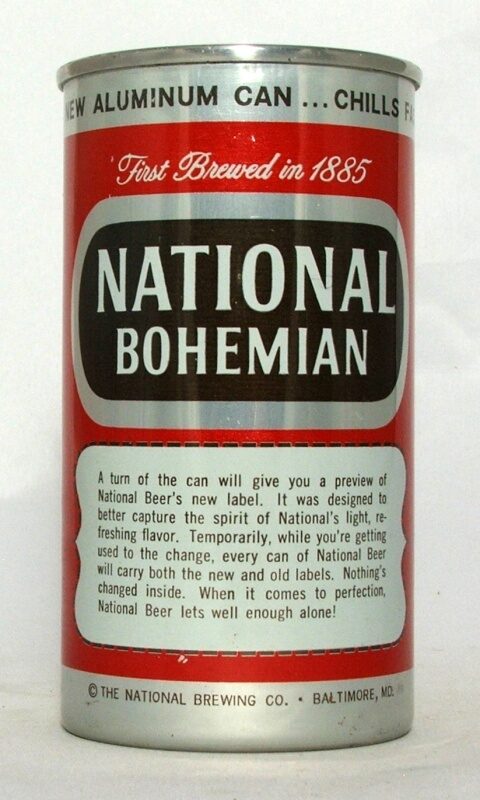 NEW ALUMINUM CAN ... CHILLS
First Brewed in 1885
NATIONAL
BOHEMIAN
A turn of the can will give you a preview of
National Beer's new label. It was designed to
better capture the spirit of National's light, re-
freshing flavor. Temporarily, while you're getting
used to the change, every can of National Beer
will carry both the new and old labels. Nothing's
changed inside. When it comes to perfection,
National Beer lets well enough alone!
© THE NATIONAL BREWING CO. • BALTIMORE, MD.